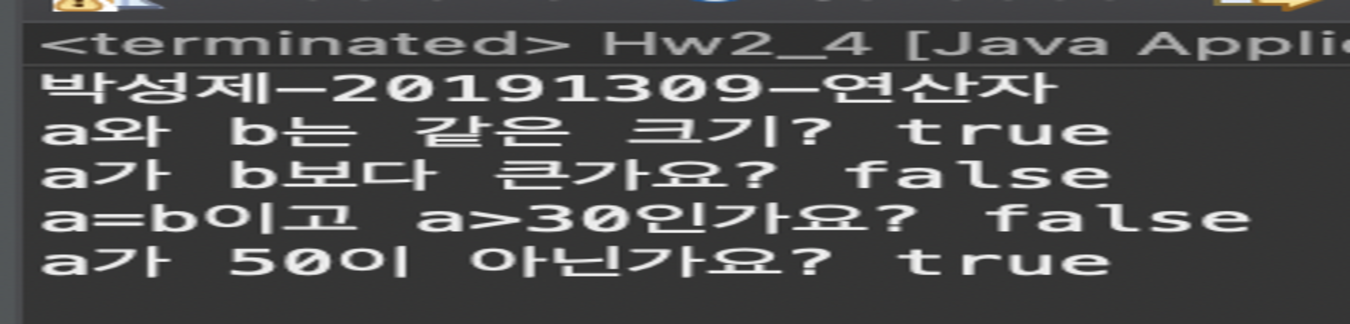 <terminated> Hw2_4 [Java Appli
박성제-20191309-연산자
a와 b는 같은 크기? true
a가 b보다 큰가요? false
a=b이고 a>30인가요? false
a가 50이 아닌가요? true